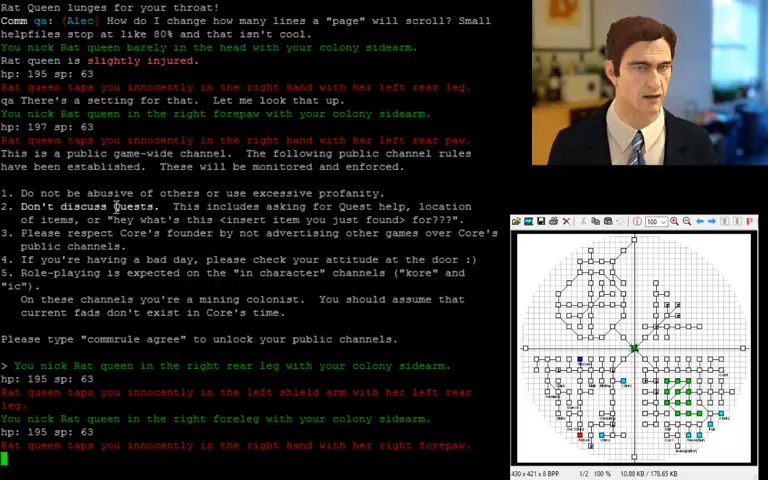 Rat Queen lunges for your throat!
Comm qa: [Alec] How do I change how many lines a "page" will scroll? Small
helpfiles stop at like 80% and that isn't cool.
You nick Rat queen barely in the head with your colony sidearm.
Rat queen is slightly injured.
hp: 195 sp: 63
Rat queen taps you innocently in the right hand with her left rear leg.
qa There's a setting for that.  Let me look that up.
You nick Rat queen in the right forepaw with your colony sidearm.
hp: 197 sp: 63
Rat queen taps you innocently in the right hand with her left rear paw.
This is a public game-wide channel.  The following public channel rules
have been established.  These will be monitored and enforced.
1. Do not be abusive of others or use excessive profanity.
2. Don't discuss Quests.  This includes asking for Quest help, location
of items, or "hey what's this <insert item you just found> for???".
3. Please respect Core's founder by not advertising other games over Core's
public channels.
4. If you're having a bad day, please check your attitude at the door :)
5. Role-playing is expected on the "in character" channels ("kore" and
"ic").
On these channels you're a mining colonist.  You should assume that
current fads don't exist in Core's time.
Please type "commrule agree" to unlock your public channels.
> You nick Rat queen in the right rear leg with your colony sidearm.
hp: 195 sp: 63
Rat queen taps you innocently in the left shield arm with her left rear
leg.
You nick Rat queen in the right foreleg with your colony sidearm.
hp: 195 sp: 63
Rat queen taps you innocently in the right hand with her right forepaw.
100
430 x 421 x 8 BPP 1/2 100 % 10.88 KB / 178.65 KB